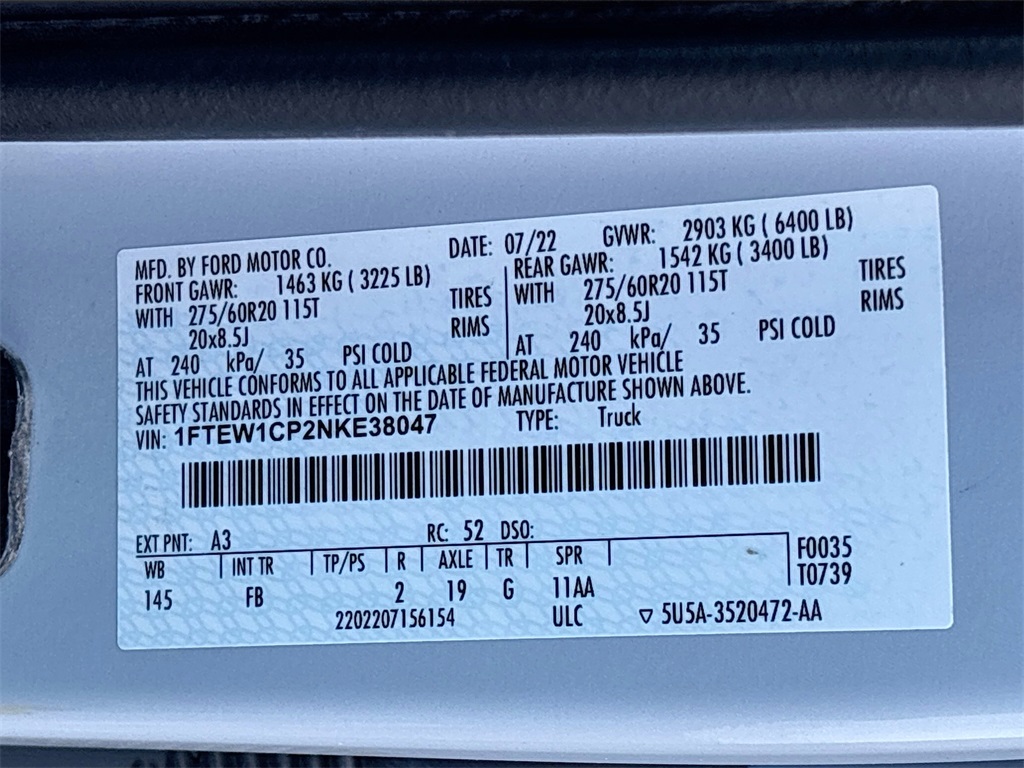 MFD. BY FORD MOTOR CO. DATE: 07/22 GVWR: 2903 KG ( 6400 LB)
FRONT GAWR: 1463 KG ( 3225 LB) REAR GAWR: 1542 KG ( 3400 LB)
WITH 275/60R20 115T TIRES WITH 275/60R20 115T TIRES
20x8.5J RIMS 20x8.5J RIMS
AT 240 kPa/ 35 PSI COLD AT 240 kPa/ 35 PSI COLD
THIS VEHICLE CONFORMS TO ALL APPLICABLE FEDERAL MOTOR VEHICLE
SAFETY STANDARDS IN EFFECT ON THE DATE OF MANUFACTURE SHOWN ABOVE.
VIN: 1FTEW1CP2NKE38047 TYPE: Truck
EXT PNT: A3 RC: 52 DSO:
WB INT TR TP/PS R AXLE TR SPR F0035
145 FB 2 19 G 11AA T0739
2202207156154 ULC ▽ 5U5A-3520472-AA